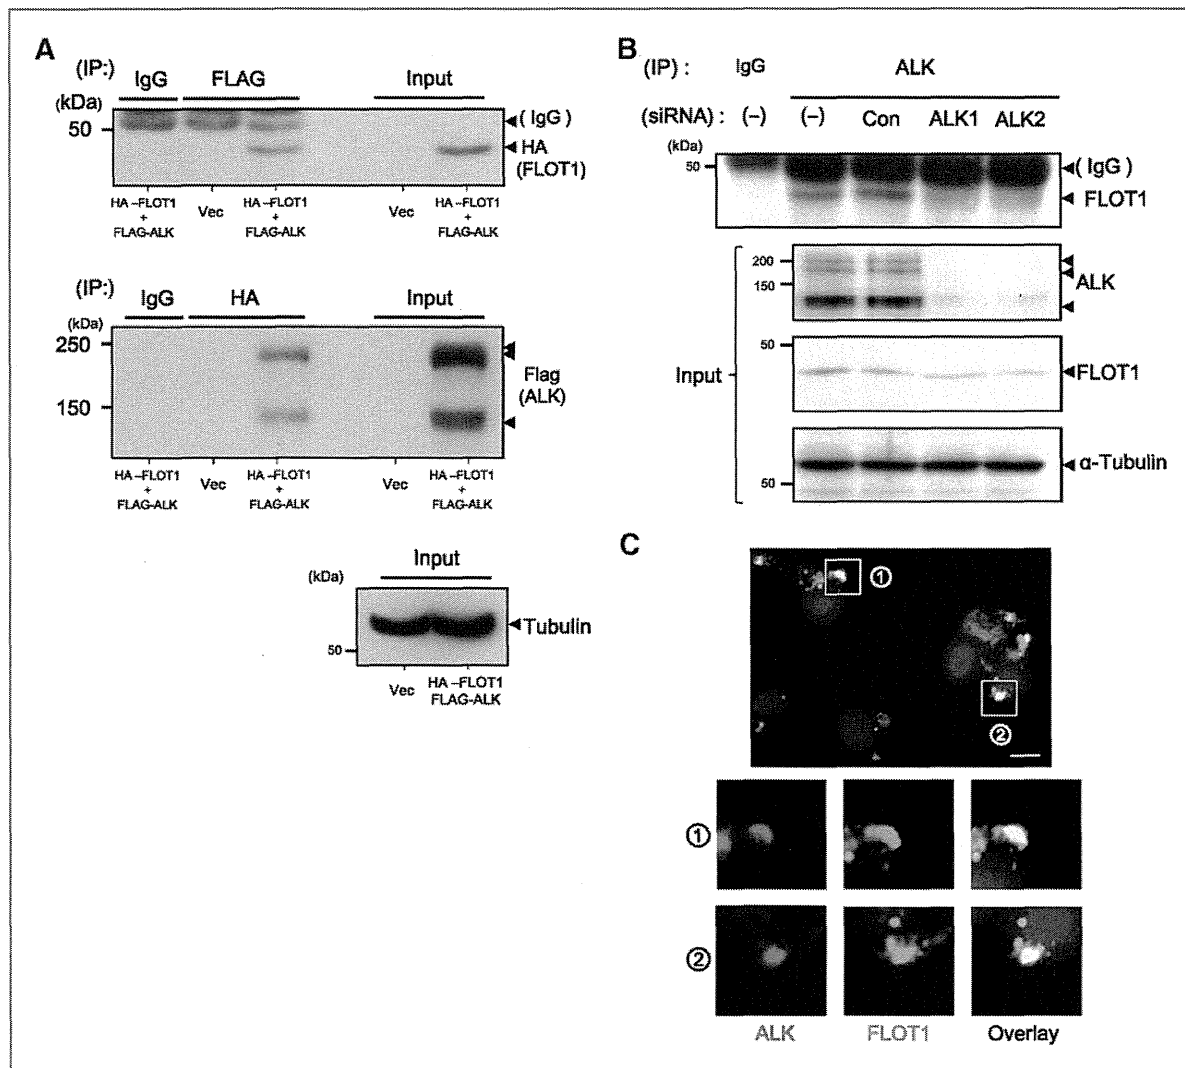 A
(IP:) IgG FLAG Input
(kDa)
50
(IgG)
HA
(FLOT1)
HA-FLOT1
+
FLAG-ALK
Vec
HA-FLOT1
+
FLAG-ALK
Vec
HA-FLOT1
+
FLAG-ALK
(IP:) IgG HA Input
(kDa)
250
150
Flag
(ALK)
HA-FLOT1
+
FLAG-ALK
Vec
HA-FLOT1
+
FLAG-ALK
Vec
HA-FLOT1
+
FLAG-ALK
Input
(kDa)
50
Tubulin
Vec
HA-FLOT1
FLAG-ALK
B
(IP) : IgG ALK
(siRNA) : (-) (-) Con ALK1 ALK2
(kDa)
50
(IgG)
FLOT1
Input
200
150
ALK
50
FLOT1
α-Tubulin
50
C
①
②
①
②
ALK FLOT1 Overlay